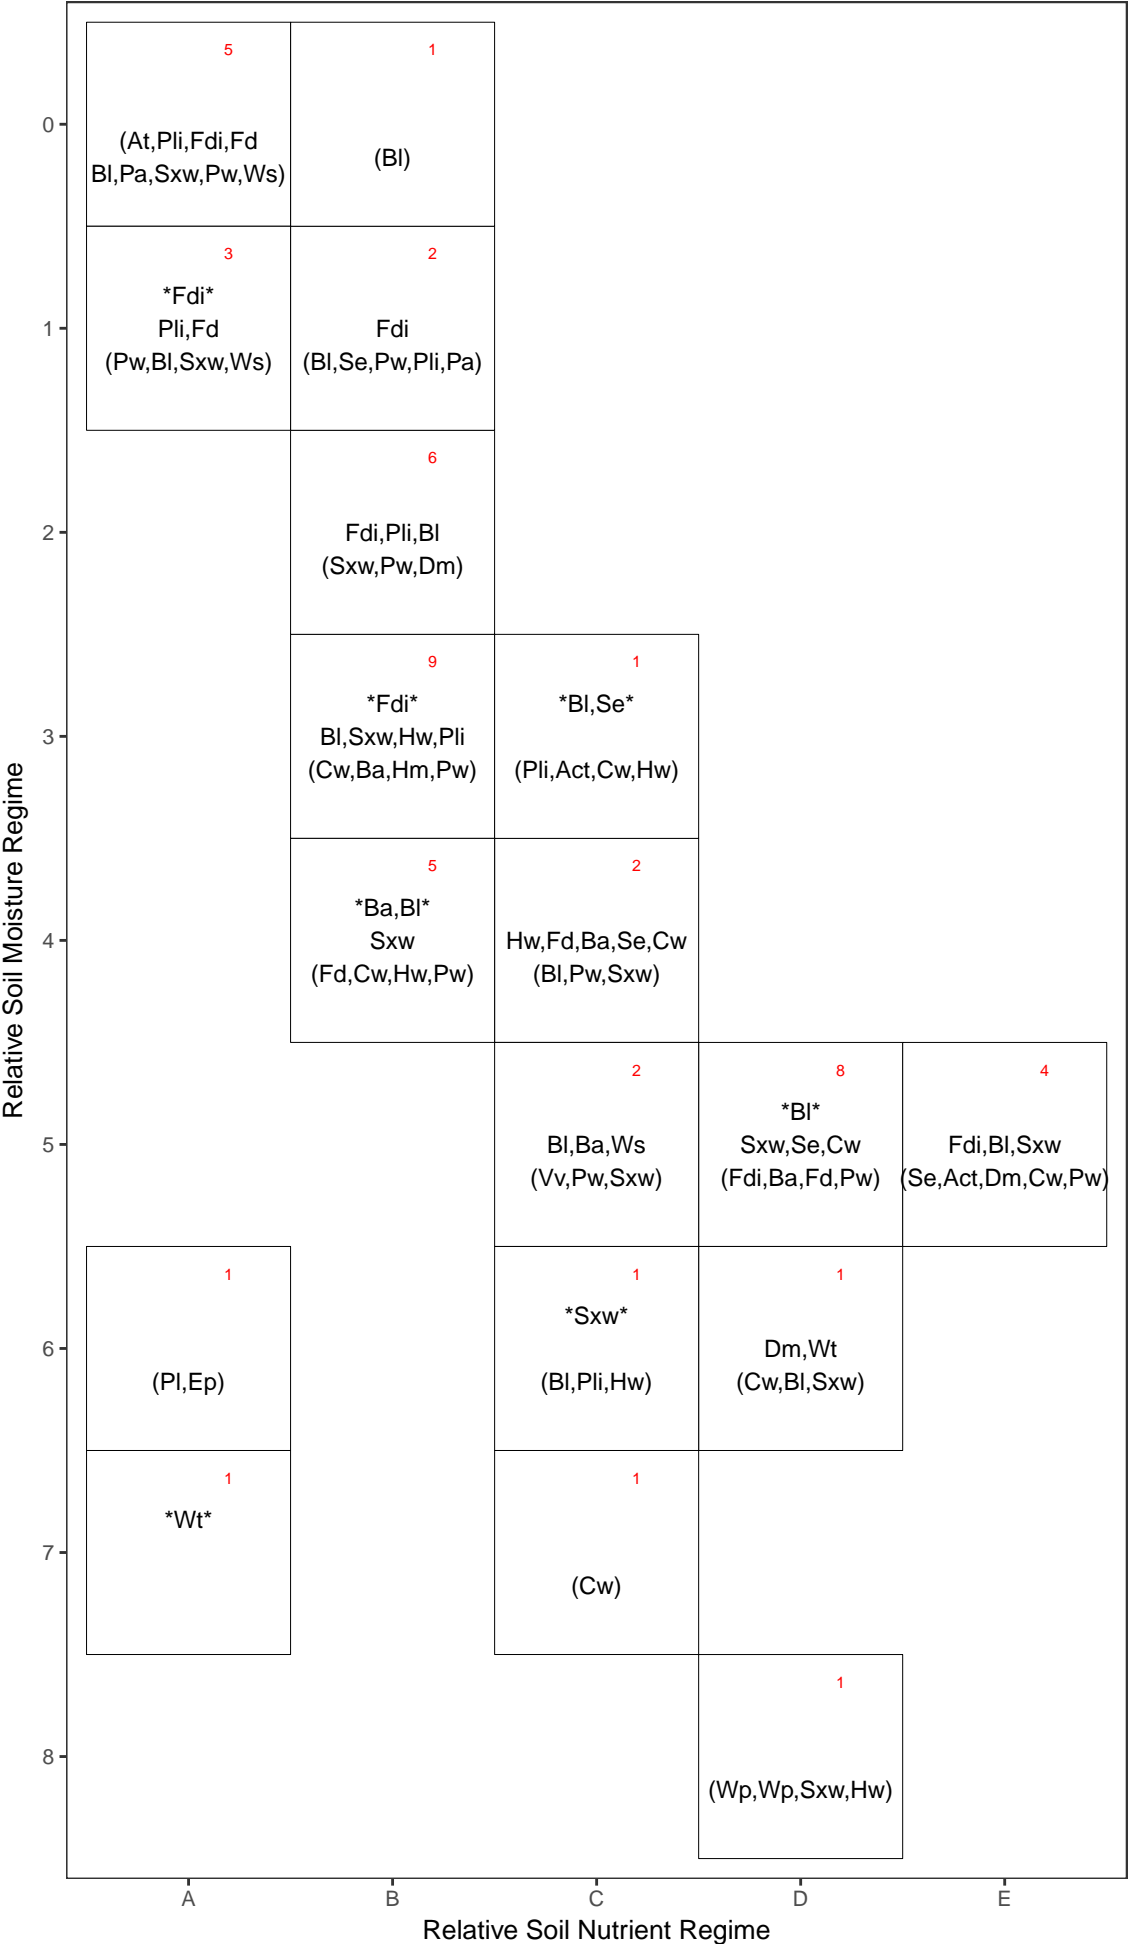 5
1
0
(At,Pli,Fdi,Fd
Bl,Pa,Sxw,Pw,Ws)
(Bl)
3
2
1
*Fdi*
Pli,Fd
(Pw,Bl,Sxw,Ws)
Fdi
(Bl,Se,Pw,Pli,Pa)
6
2
Fdi,Pli,Bl
(Sxw,Pw,Dm)
9
1
3
*Fdi*
Bl,Sxw,Hw,Pli
(Cw,Ba,Hm,Pw)
*Bl,Se*
(Pli,Act,Cw,Hw)
5
2
4
*Ba,Bl*
Sxw
(Fd,Cw,Hw,Pw)
Hw,Fd,Ba,Se,Cw
(Bl,Pw,Sxw)
2
8
4
5
Bl,Ba,Ws
(Vv,Pw,Sxw)
*Bl*
Sxw,Se,Cw
(Fdi,Ba,Fd,Pw)
Fdi,Bl,Sxw
(Se,Act,Dm,Cw,Pw)
1
1
1
6
(Pl,Ep)
*Sxw*
(Bl,Pli,Hw)
Dm,Wt
(Cw,Bl,Sxw)
1
1
7
*Wt*
(Cw)
1
8
(Wp,Wp,Sxw,Hw)
A
B
C
D
E
Relative Soil Nutrient Regime
Relative Soil Moisture Regime